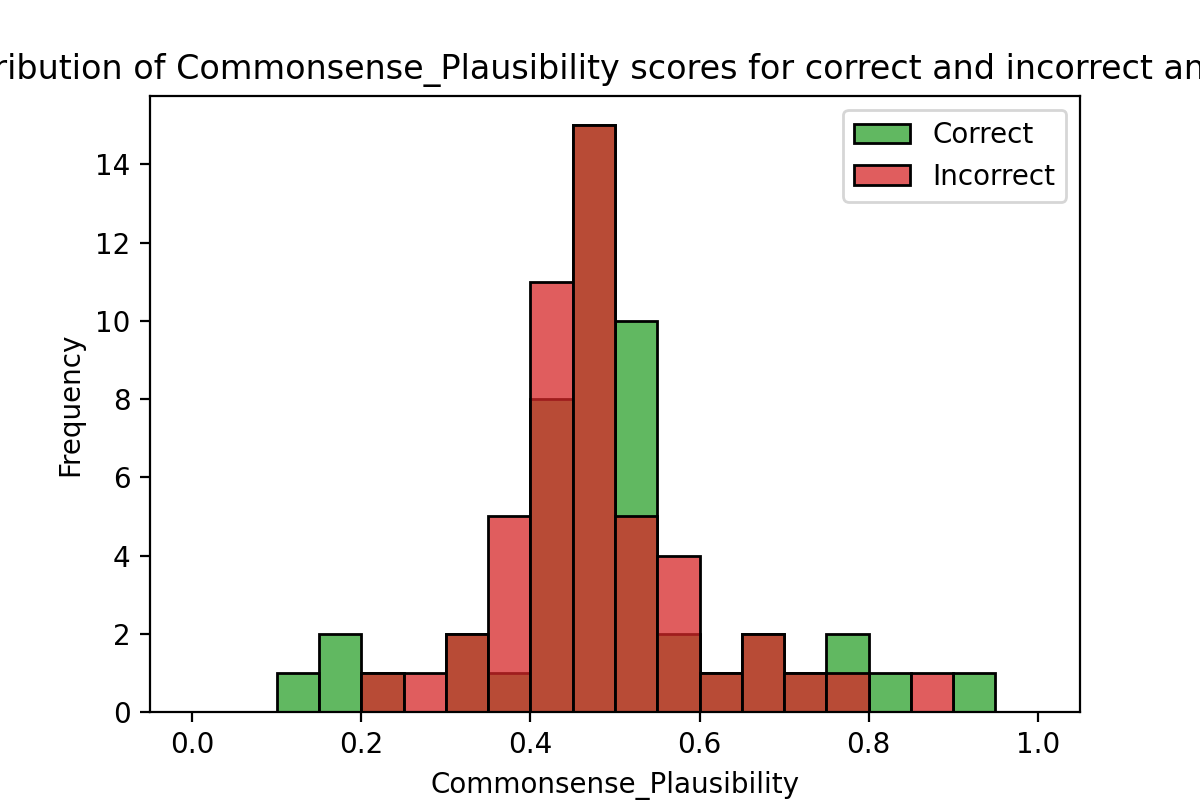 ribution of Commonsense_Plausibility scores for correct and incorrect an
Correct
Incorrect
14
12
10
8
6
4
2
0
Frequency
0.0 0.2 0.4 0.6 0.8 1.0
Commonsense_Plausibility